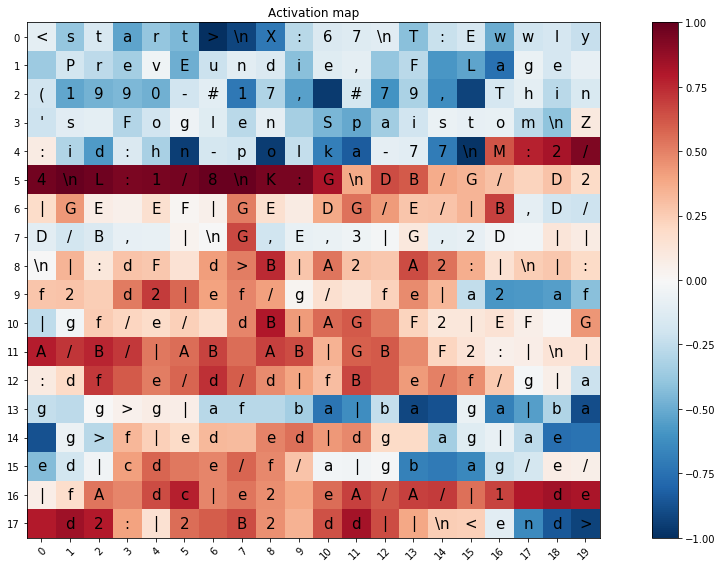 Activation map
0 < s t a r t > \n X : 6 7 \n T : E w w l y
1 P r e v E u n d i e , F L a g e
2 ( 1 9 9 0 - # 1 7 , # 7 9 , T h i n
3 ' s F o g l e n S p a i s t o m \n Z
4 : i d : h n - p o l k a - 7 7 \n M : 2 /
5 4 \n L : 1 / 8 \n K : G \n D B / G / D 2
6 | G E E F | G E D G / E / | B , D /
7 D / B , | \n G , E , 3 | G , 2 D | |
8 \n | : d F d > B | A 2 A 2 : | \n | :
9 f 2 d 2 | e f / g / f e | a 2 a f
10 | g f / e / d B | A G F 2 | E F G
11 A / B / | A B A B | G B F 2 : | \n |
12 : d f e / d / d | f B e / f / g | a
13 g g > g | a f b a | b a g a | b a
14 g > f | e d e d | d g a g | a e
15 e d | c d e / f / a | g b a g / e /
16 | f A d c | e 2 e A / A / | 1 d e
17 d 2 : | 2 B 2 d d | | \n < e n d >
0 1 2 3 4 5 6 7 8 9 10 11 12 13 14 15 16 17 18 19
1.00
0.75
0.50
0.25
0.00
−0.25
−0.50
−0.75
−1.00